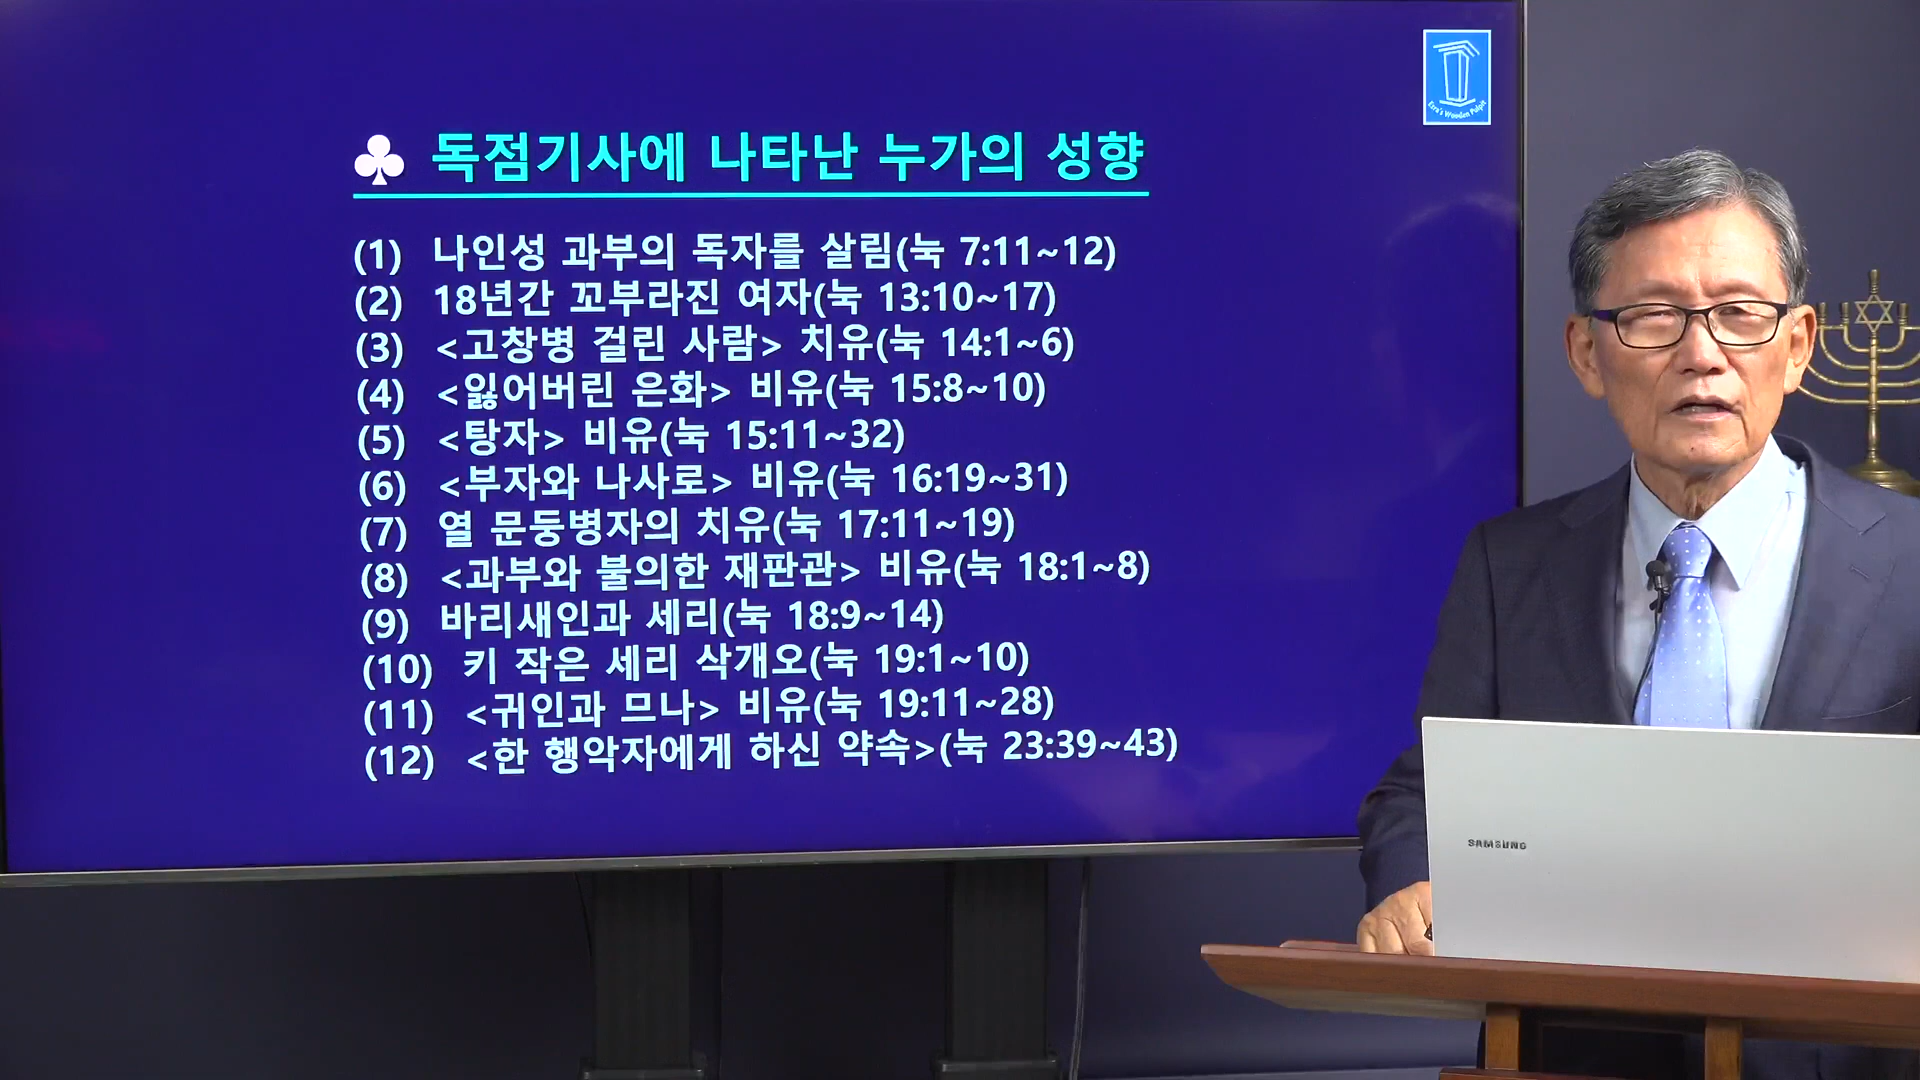 ♣ 독점기사에 나타난 누가의 성향
(1) 나인성 과부의 독자를 살림(눅 7:11~12)
(2) 18년간 꼬부라진 여자(눅 13:10~17)
(3) <고창병 걸린 사람> 치유(눅 14:1~6)
(4) <잃어버린 은화> 비유(눅 15:8~10)
(5) <탕자> 비유(눅 15:11~32)
(6) <부자와 나사로> 비유(눅 16:19~31)
(7) 열 문둥병자의 치유(눅 17:11~19)
(8) <과부와 불의한 재판관> 비유(눅 18:1~8)
(9) 바리새인과 세리(눅 18:9~14)
(10) 키 작은 세리 삭개오(눅 19:1~10)
(11) <귀인과 므나> 비유(눅 19:11~28)
(12) <한 행악자에게 하신 약속>(눅 23:39~43)
Ezra's Wooden Pulpit
SAMSUNG